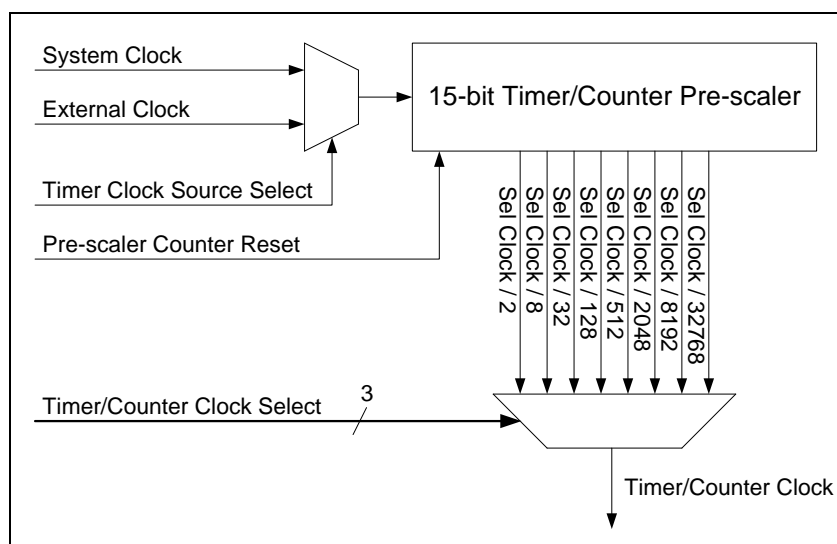 System Clock
15-bit Timer/Counter Pre-scaler
External Clock
Timer Clock Source Select
Pre-scaler Counter Reset
Sel Clock / 2
Sel Clock / 8
Sel Clock / 32
Sel Clock / 128
Sel Clock / 512
Sel Clock / 2048
Sel Clock / 8192
Sel Clock / 32768
Timer/Counter Clock Select
3
Timer/Counter Clock